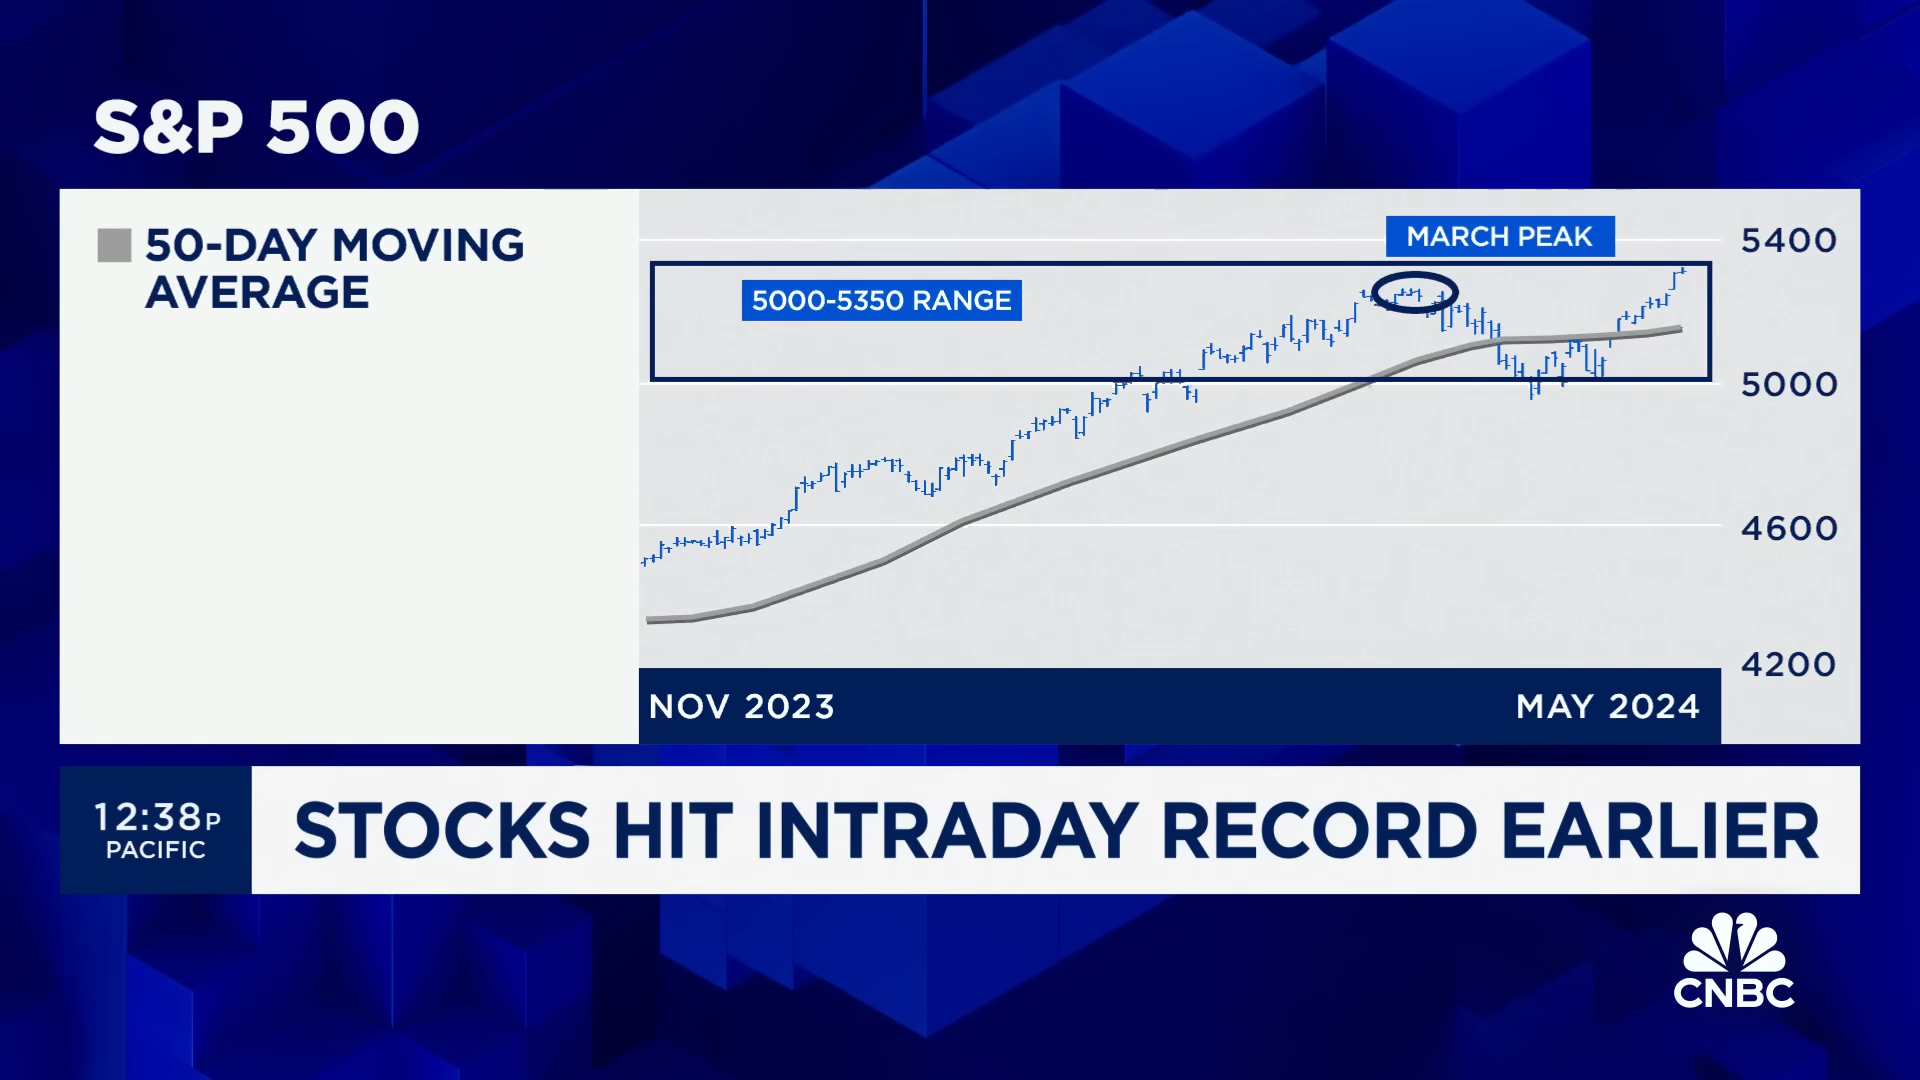 S&P 500
50-DAY MOVING
AVERAGE
MARCH PEAK
5000-5350 RANGE
5400
5000
4600
4200
NOV 2023
MAY 2024
12:38P
PACIFIC
STOCKS HIT INTRADAY RECORD EARLIER
CNBC